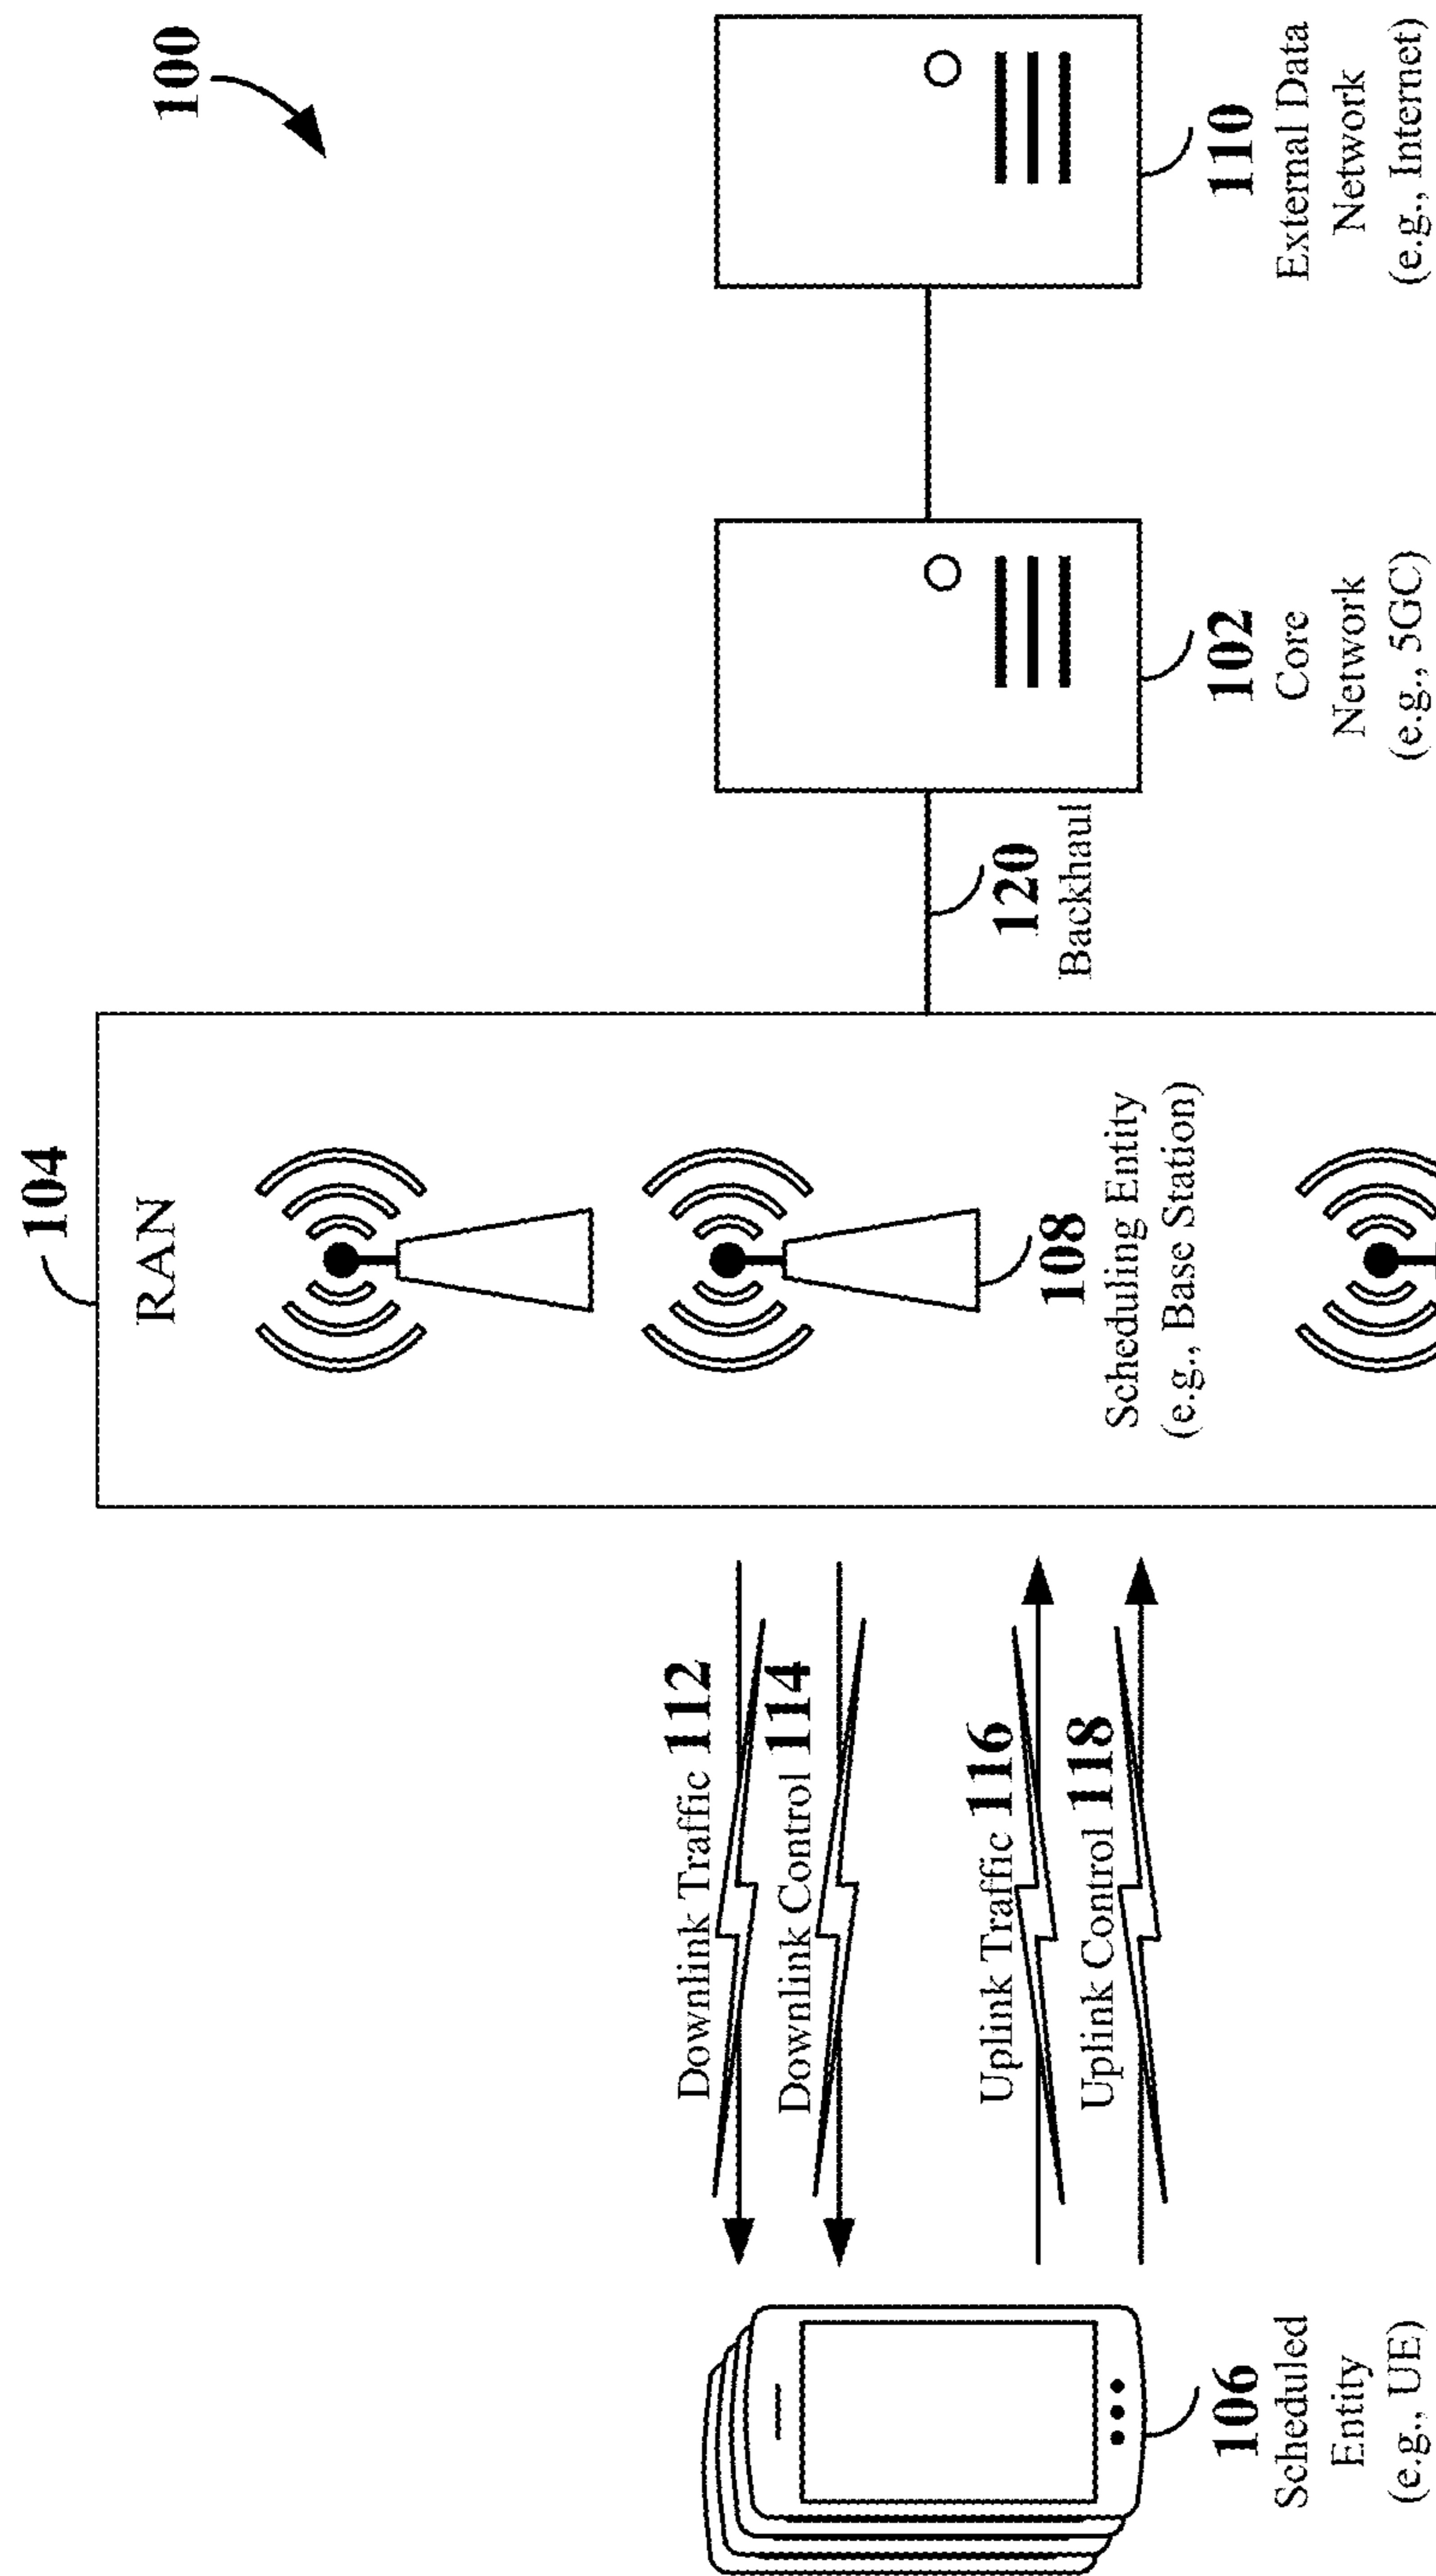 100
104
RAN
108
Scheduling Entity
(e.g., Base Station)
Downlink Traffic 112
Downlink Control 114
Uplink Traffic 116
Uplink Control 118
106
Scheduled
Entity
(e.g., UE)
120
Backhaul
102
Core
Network
(e.g., 5GC)
110
External Data
Network
(e.g., Internet)